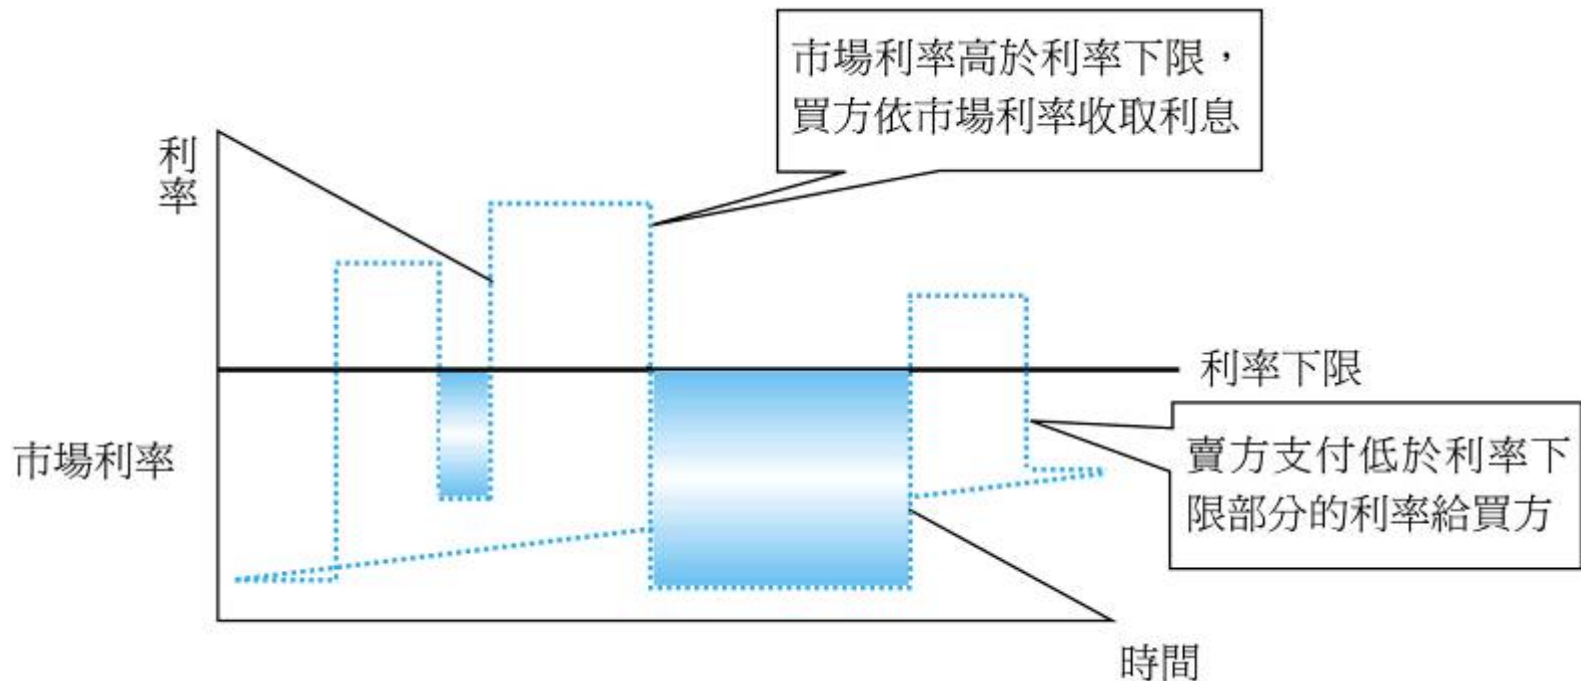 市場利率高於利率下限，
買方依市場利率收取利息
利
率
利率下限
市場利率
賣方支付低於利率下
限部分的利率給買方
時間